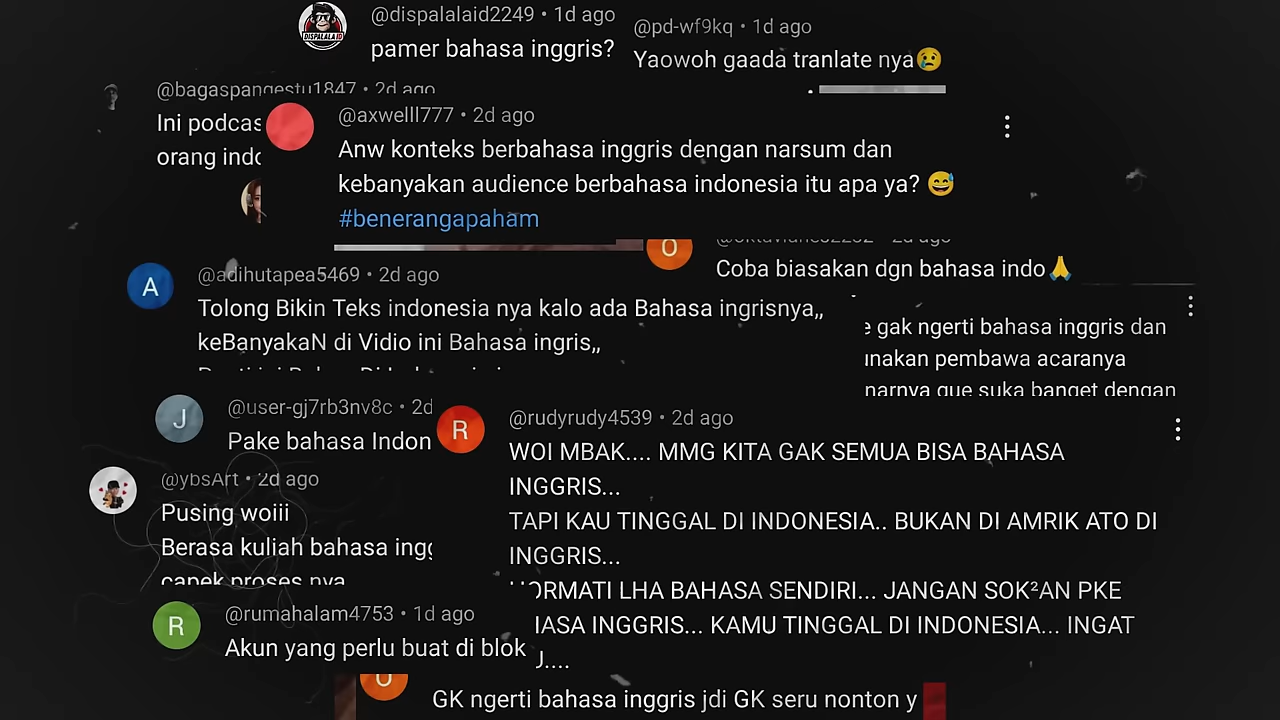 @dispalalaid2249 • 1d ago
pamer bahasa inggris?
DISPALALA ID
@pd-wf9kq • 1d ago
Yaowoh gaada tranlate nya😢
@bagaspangestu1847 • 2d ago
Ini podcas
orang indo
@axwelll777 • 2d ago
Anw konteks berbahasa inggris dengan narsum dan
kebanyakan audience berbahasa indonesia itu apa ya? 😅
#benerangapaham
O
2d ago
Coba biasakan dgn bahasa indo🙏
A
@adihutapea5469 • 2d ago
Tolong Bikin Teks indonesia nya kalo ada Bahasa ingrisnya,,
keBanyakaN di Vidio ini Bahasa ingris,,
e gak ngerti bahasa inggris dan
unakan pembawa acaranya
narnya gue suka banget dengan
J
@user-gj7rb3nv8c • 2d
Pake bahasa Indon
R
@rudyrudy4539 • 2d ago
WOI MBAK.... MMG KITA GAK SEMUA BISA BAHASA
INGGRIS...
TAPI KAU TINGGAL DI INDONESIA.. BUKAN DI AMRIK ATO DI
INGGRIS...
HORMATI LHA BAHASA SENDIRI... JANGAN SOK²AN PKE
HASA INGGRIS... KAMU TINGGAL DI INDONESIA... INGAT
U....
@ybsArt • 2d ago
Pusing woiii
Berasa kuliah bahasa ingg
capek proses nya
R
@rumahalam4753 • 1d ago
Akun yang perlu buat di blok
GK ngerti bahasa inggris jdi GK seru nonton y